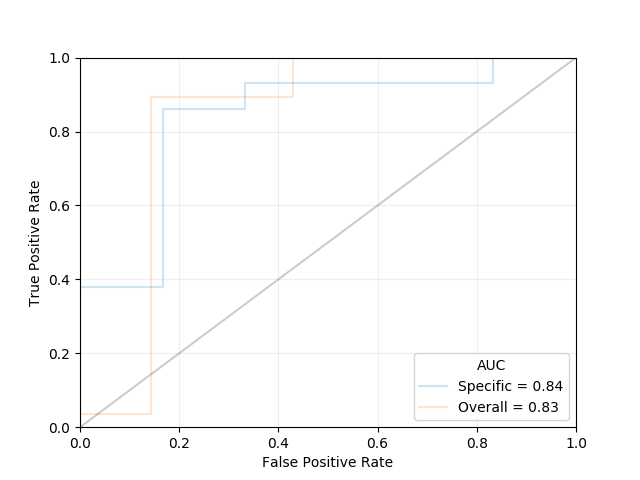 1.0
0.8
0.6
0.4
0.2
0.0
True Positive Rate
AUC
Specific = 0.84
Overall = 0.83
0.0 0.2 0.4 0.6 0.8 1.0
False Positive Rate